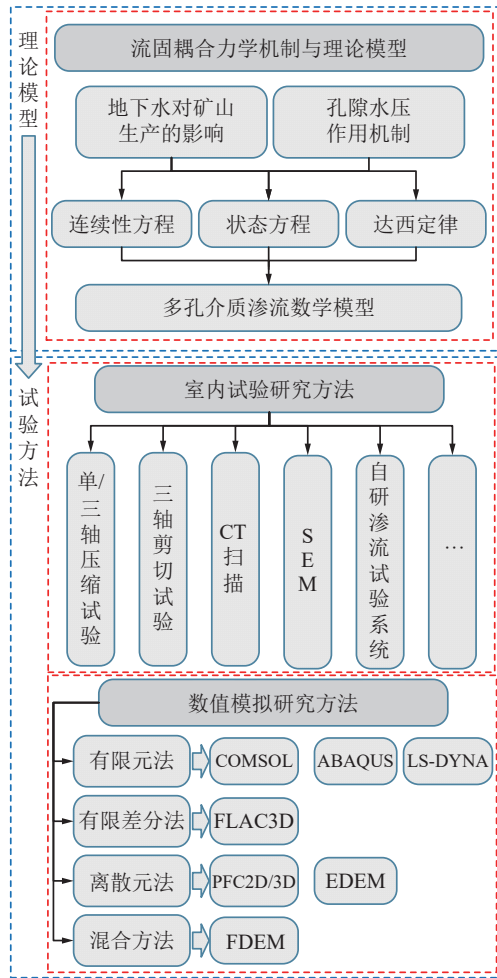 理论模型
流固耦合力学机制与理论模型
地下水对矿山
生产的影响
孔隙水压
作用机制
连续性方程
状态方程
达西定律
多孔介质渗流数学模型
试验方法
室内试验研究方法
单/
三轴压缩试验
三轴剪切试验
CT
扫描
SEM
自研渗流试验系统
…
数值模拟研究方法
有限元法
COMSOL
ABAQUS
LS-DYNA
有限差分法
FLAC3D
离散元法
PFC2D/3D
EDEM
混合方法
FDEM